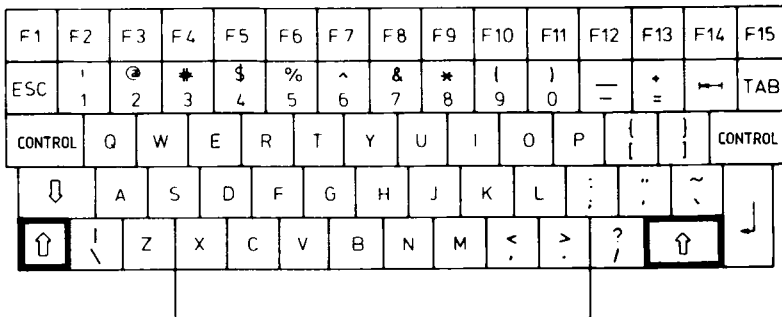 F1 F2 F3 F4 F5 F6 F7 F8 F9 F10 F11 F12 F13 F14 F15
ESC ' 1 @ 2 # 3 $ 4 % 5 ^ 6 & 7 * 8 ( 9 ) 0 — – + = TAB
CONTROL Q W E R T Y U I O P { [ } ] CONTROL
⇩ A S D F G H J K L : ; " ' ~ ` ↵
⇧ | \ Z X C V B N M < , > . ? / ⇧